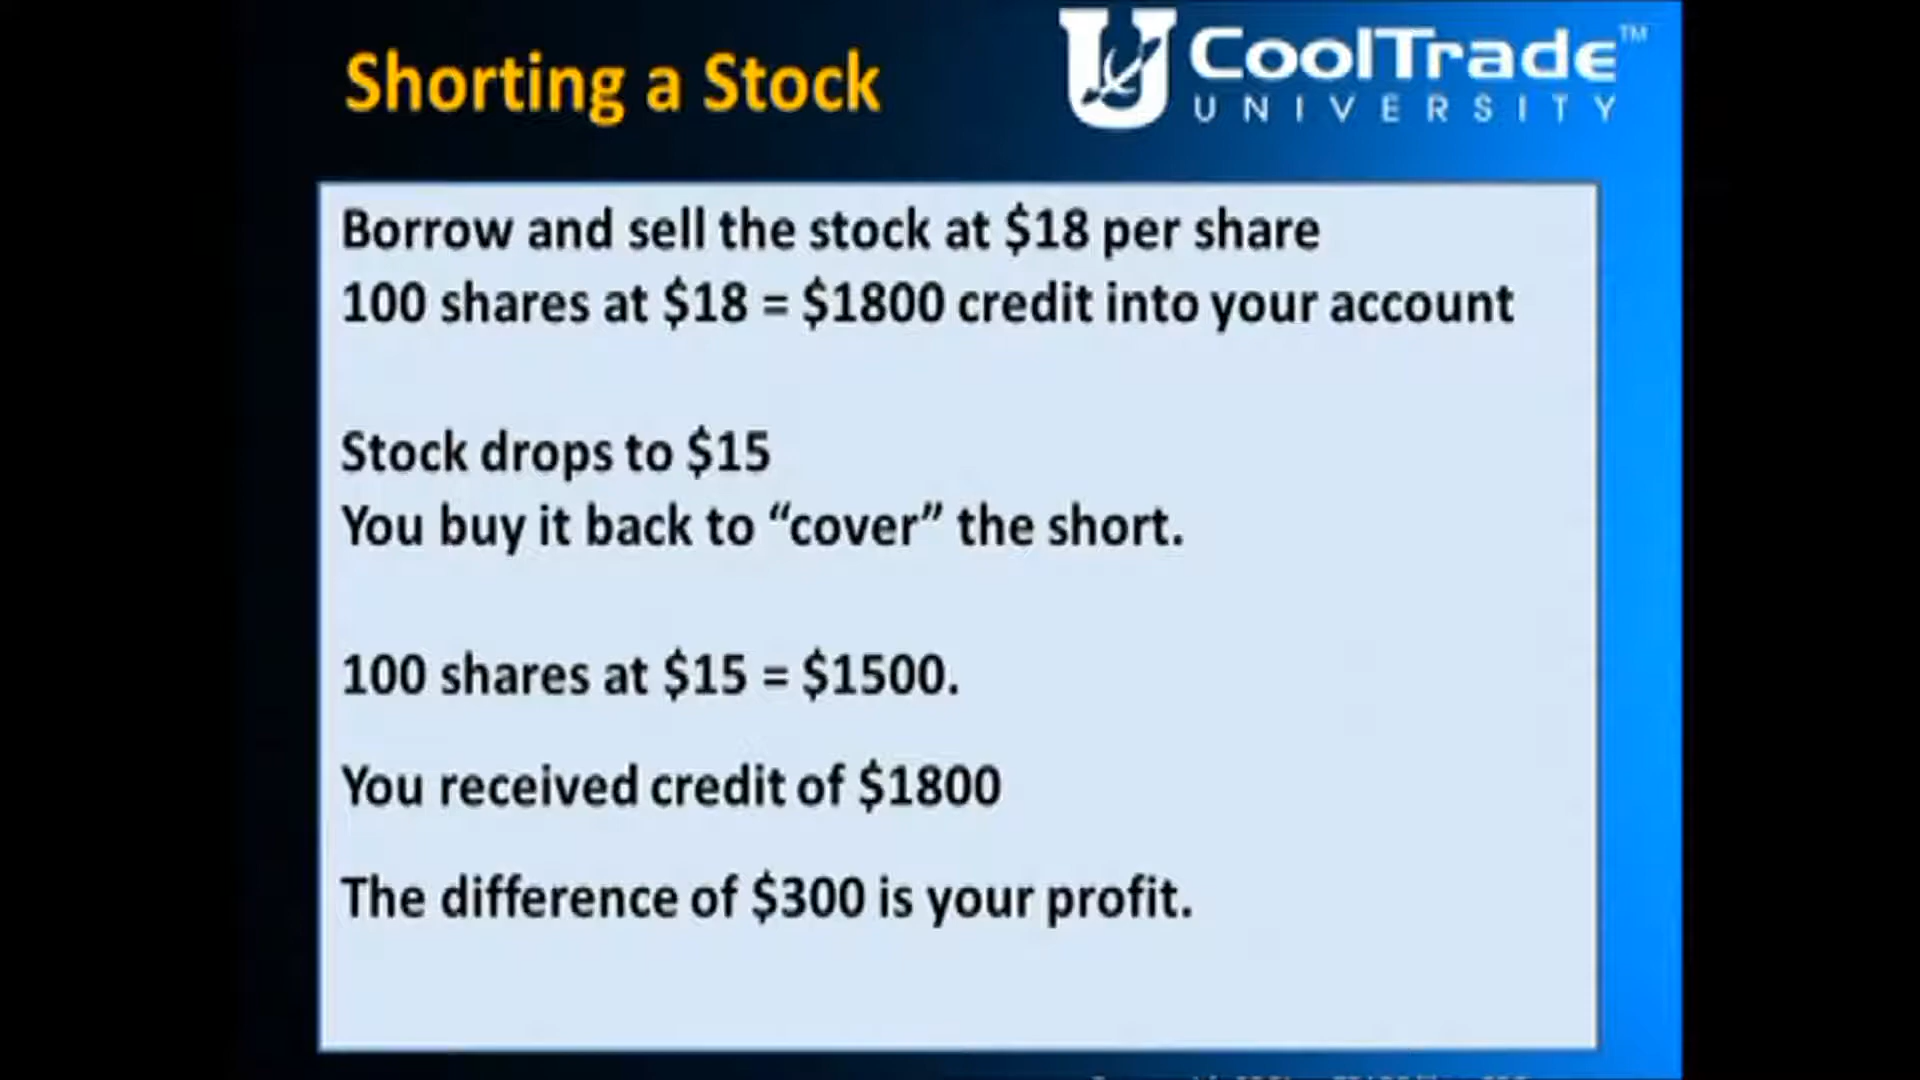 Shorting a Stock
CoolTrade™
UNIVERSITY
Borrow and sell the stock at $18 per share
100 shares at $18 = $1800 credit into your account
Stock drops to $15
You buy it back to “cover” the short.
100 shares at $15 = $1500.
You received credit of $1800
The difference of $300 is your profit.